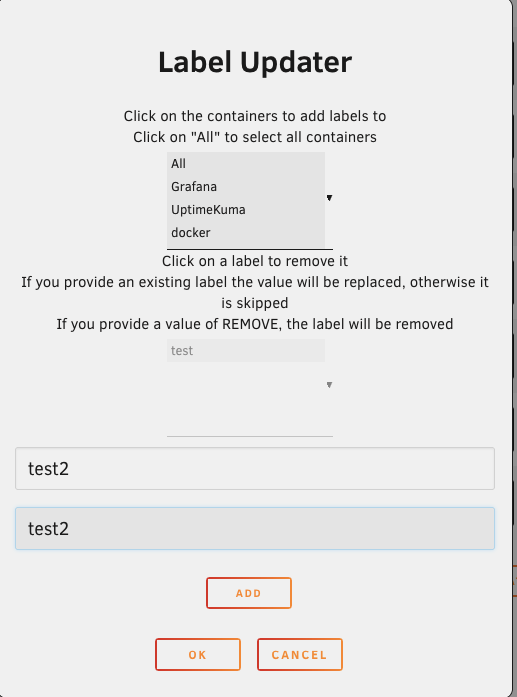 Label Updater
Click on the containers to add labels to
Click on "All" to select all containers
All
Grafana
UptimeKuma
docker
Click on a label to remove it
If you provide an existing label the value will be replaced, otherwise it
is skipped
If you provide a value of REMOVE, the label will be removed
test
test2
test2
ADD
OK
CANCEL